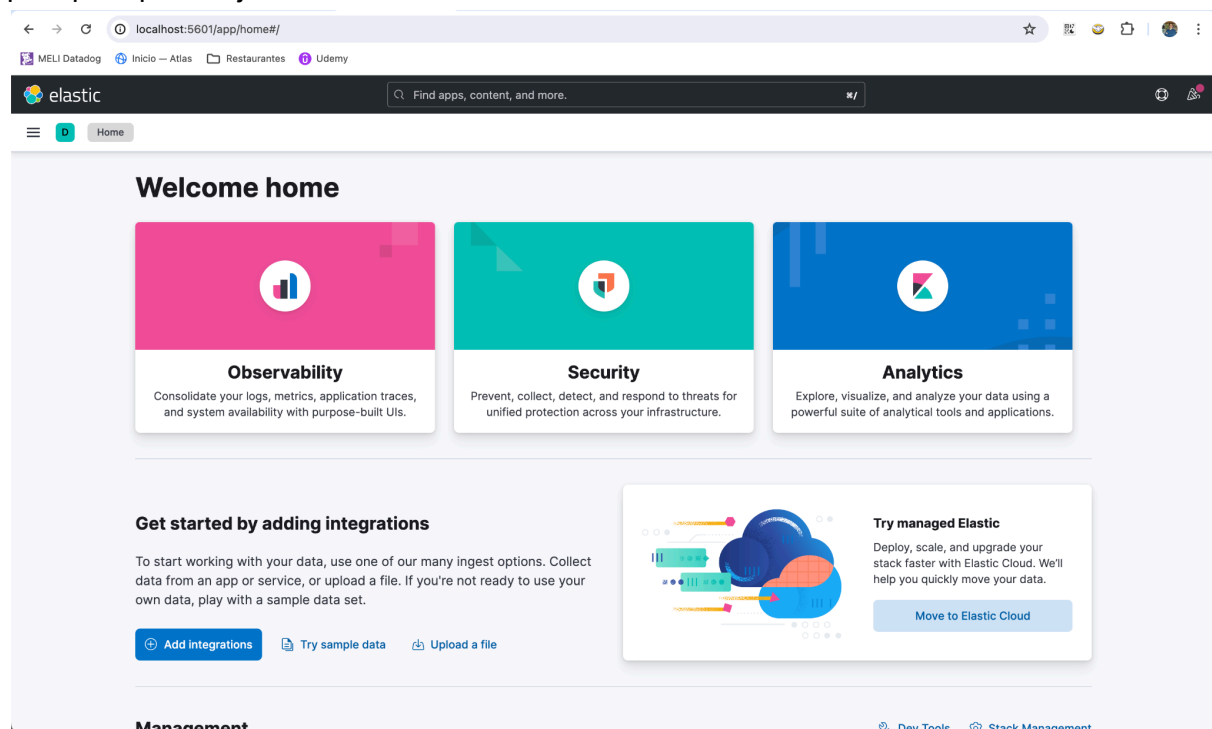 localhost:5601/app/home#/
MELI Datadog Inicio — Atlas Restaurantes Udemy
elastic Find apps, content, and more. ⌘/
D Home
Welcome home
Observability
Consolidate your logs, metrics, application traces,
and system availability with purpose-built UIs.
Security
Prevent, collect, detect, and respond to threats for
unified protection across your infrastructure.
Analytics
Explore, visualize, and analyze your data using a
powerful suite of analytical tools and applications.
Get started by adding integrations
To start working with your data, use one of our many ingest options. Collect
data from an app or service, or upload a file. If you're not ready to use your
own data, play with a sample data set.
Add integrations Try sample data Upload a file
Try managed Elastic
Deploy, scale, and upgrade your
stack faster with Elastic Cloud. We'll
help you quickly move your data.
Move to Elastic Cloud
Management Dev Tools Stack Management